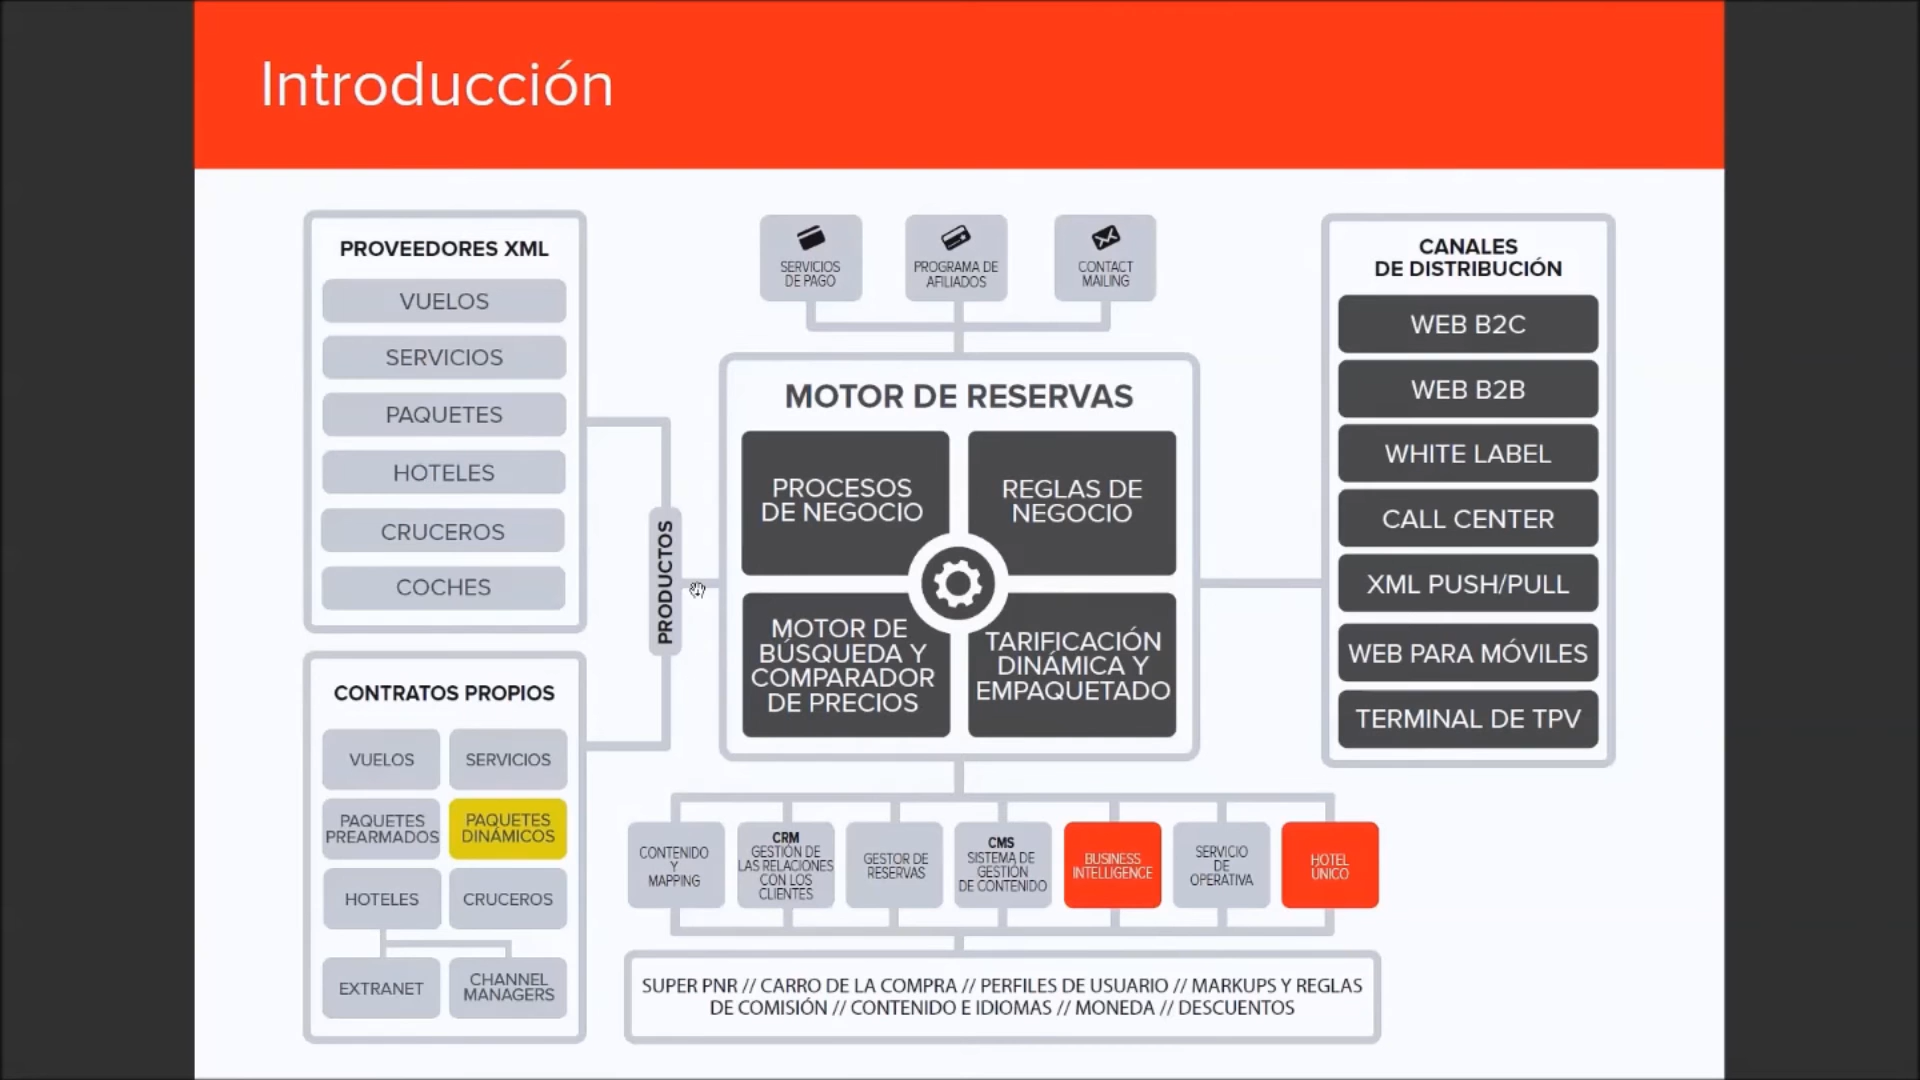 Introducción
PROVEEDORES XML
VUELOS
SERVICIOS
PAQUETES
HOTELES
CRUCEROS
COCHES
CONTRATOS PROPIOS
VUELOS
SERVICIOS
PAQUETES
PREARMADOS
PAQUETES
DINÁMICOS
HOTELES
CRUCEROS
EXTRANET
CHANNEL
MANAGERS
PRODUCTOS
SERVICIOS
DE PAGO
PROGRAMA DE
AFILIADOS
CONTACT
MAILING
MOTOR DE RESERVAS
PROCESOS
DE NEGOCIO
REGLAS DE
NEGOCIO
MOTOR DE
BÚSQUEDA Y
COMPARADOR
DE PRECIOS
TARIFICACIÓN
DINÁMICA Y
EMPAQUETADO
CONTENIDO
Y
MAPPING
CRM
GESTIÓN DE
LAS RELACIONES
CON LOS
CLIENTES
GESTOR DE
RESERVAS
CMS
SISTEMA DE
GESTIÓN
DE CONTENIDO
BUSINESS
INTELLIGENCE
SERVICIO
DE
OPERATIVA
HOTEL
ÚNICO
SUPER PNR // CARRO DE LA COMPRA // PERFILES DE USUARIO // MARKUPS Y REGLAS
DE COMISIÓN // CONTENIDO E IDIOMAS // MONEDA // DESCUENTOS
CANALES
DE DISTRIBUCIÓN
WEB B2C
WEB B2B
WHITE LABEL
CALL CENTER
XML PUSH/PULL
WEB PARA MÓVILES
TERMINAL DE TPV